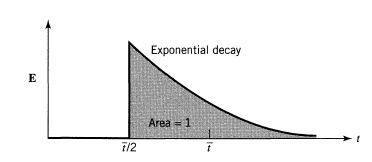 Exponential decay
E
Area = 1
t̄/2
t̄
t